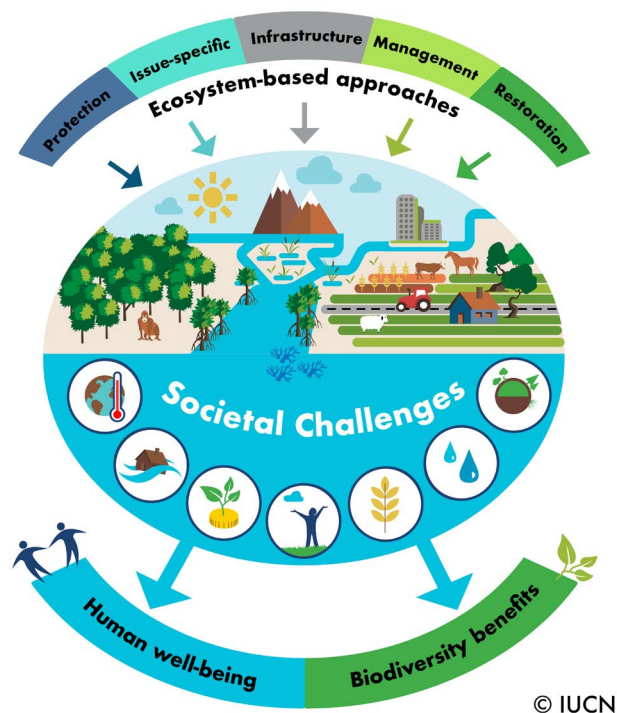 Protection
Issue-specific
Infrastructure
Management
Restoration
Ecosystem-based approaches
Societal Challenges
Human well-being
Biodiversity benefits
© IUCN